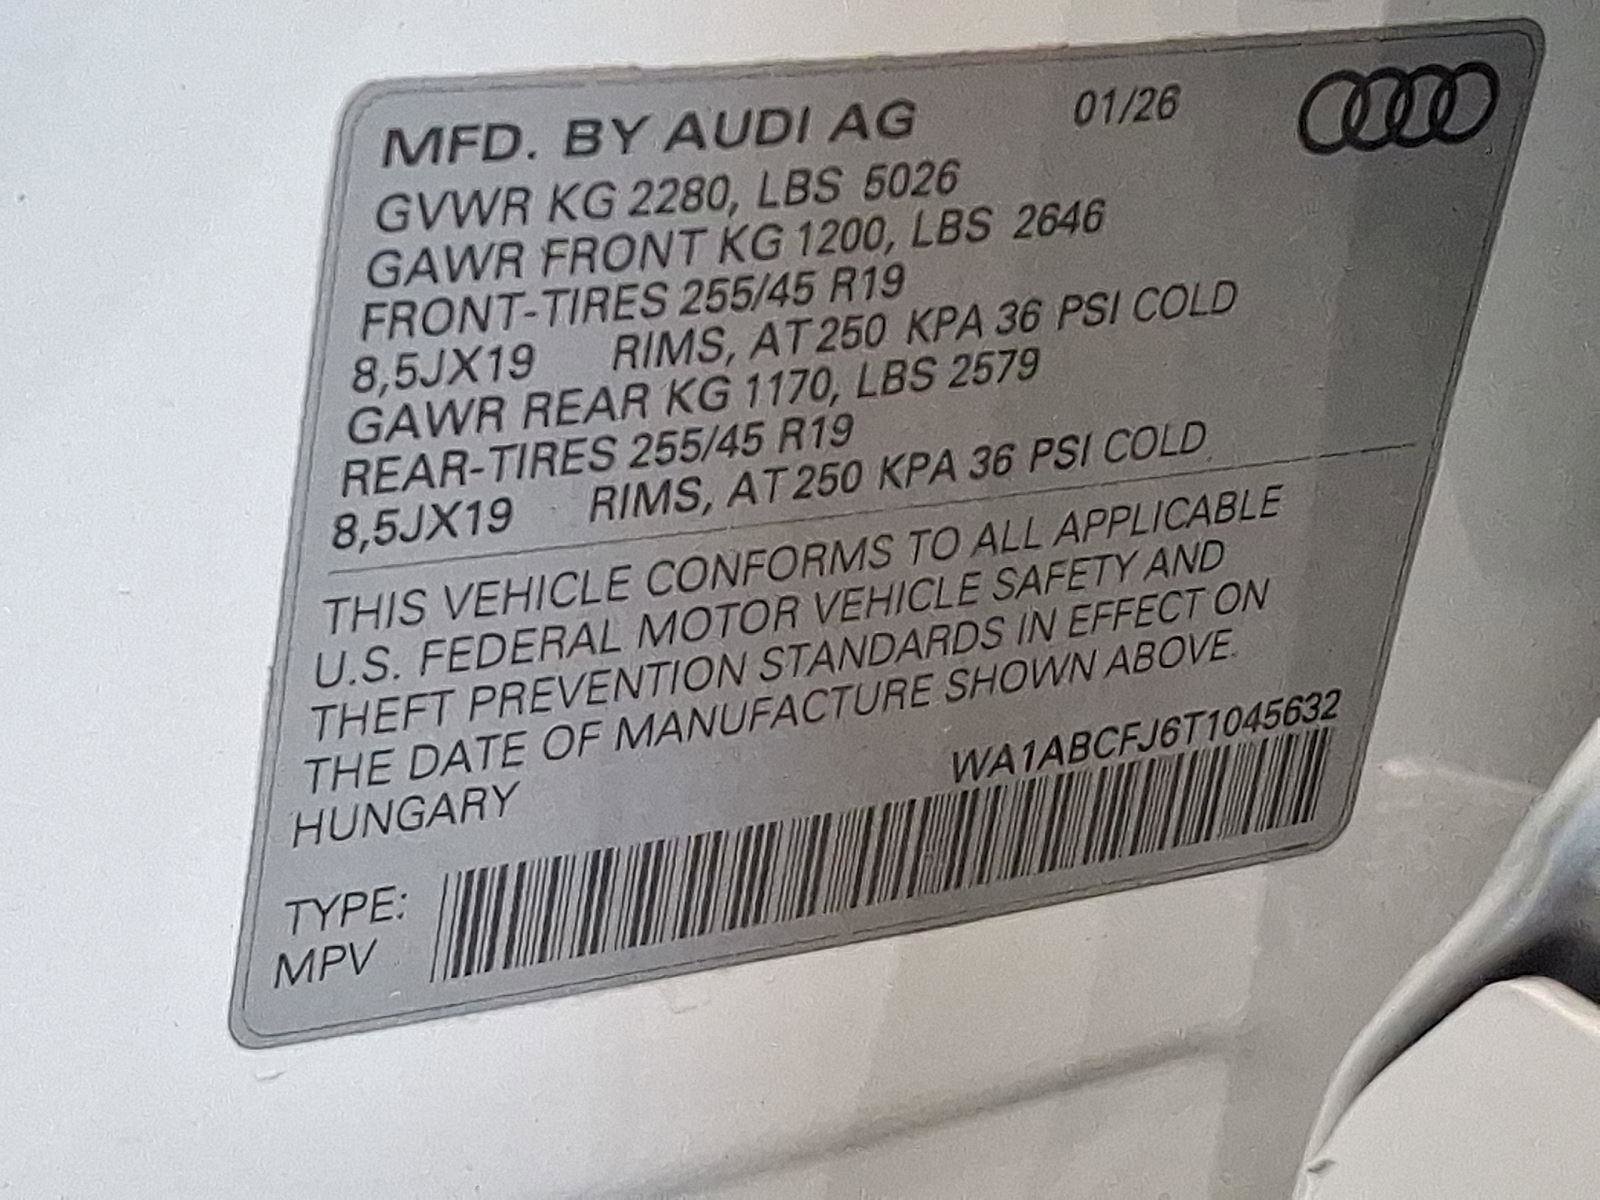 MFD. BY AUDI AG 01/26
GVWR KG 2280, LBS 5026
GAWR FRONT KG 1200, LBS 2646
FRONT-TIRES 255/45 R19
8,5JX19 RIMS, AT 250 KPA 36 PSI COLD
GAWR REAR KG 1170, LBS 2579
REAR-TIRES 255/45 R19
8,5JX19 RIMS, AT 250 KPA 36 PSI COLD
THIS VEHICLE CONFORMS TO ALL APPLICABLE
U.S. FEDERAL MOTOR VEHICLE SAFETY AND
THEFT PREVENTION STANDARDS IN EFFECT ON
THE DATE OF MANUFACTURE SHOWN ABOVE.
HUNGARY WA1ABCFJ6T1045632
TYPE:
MPV